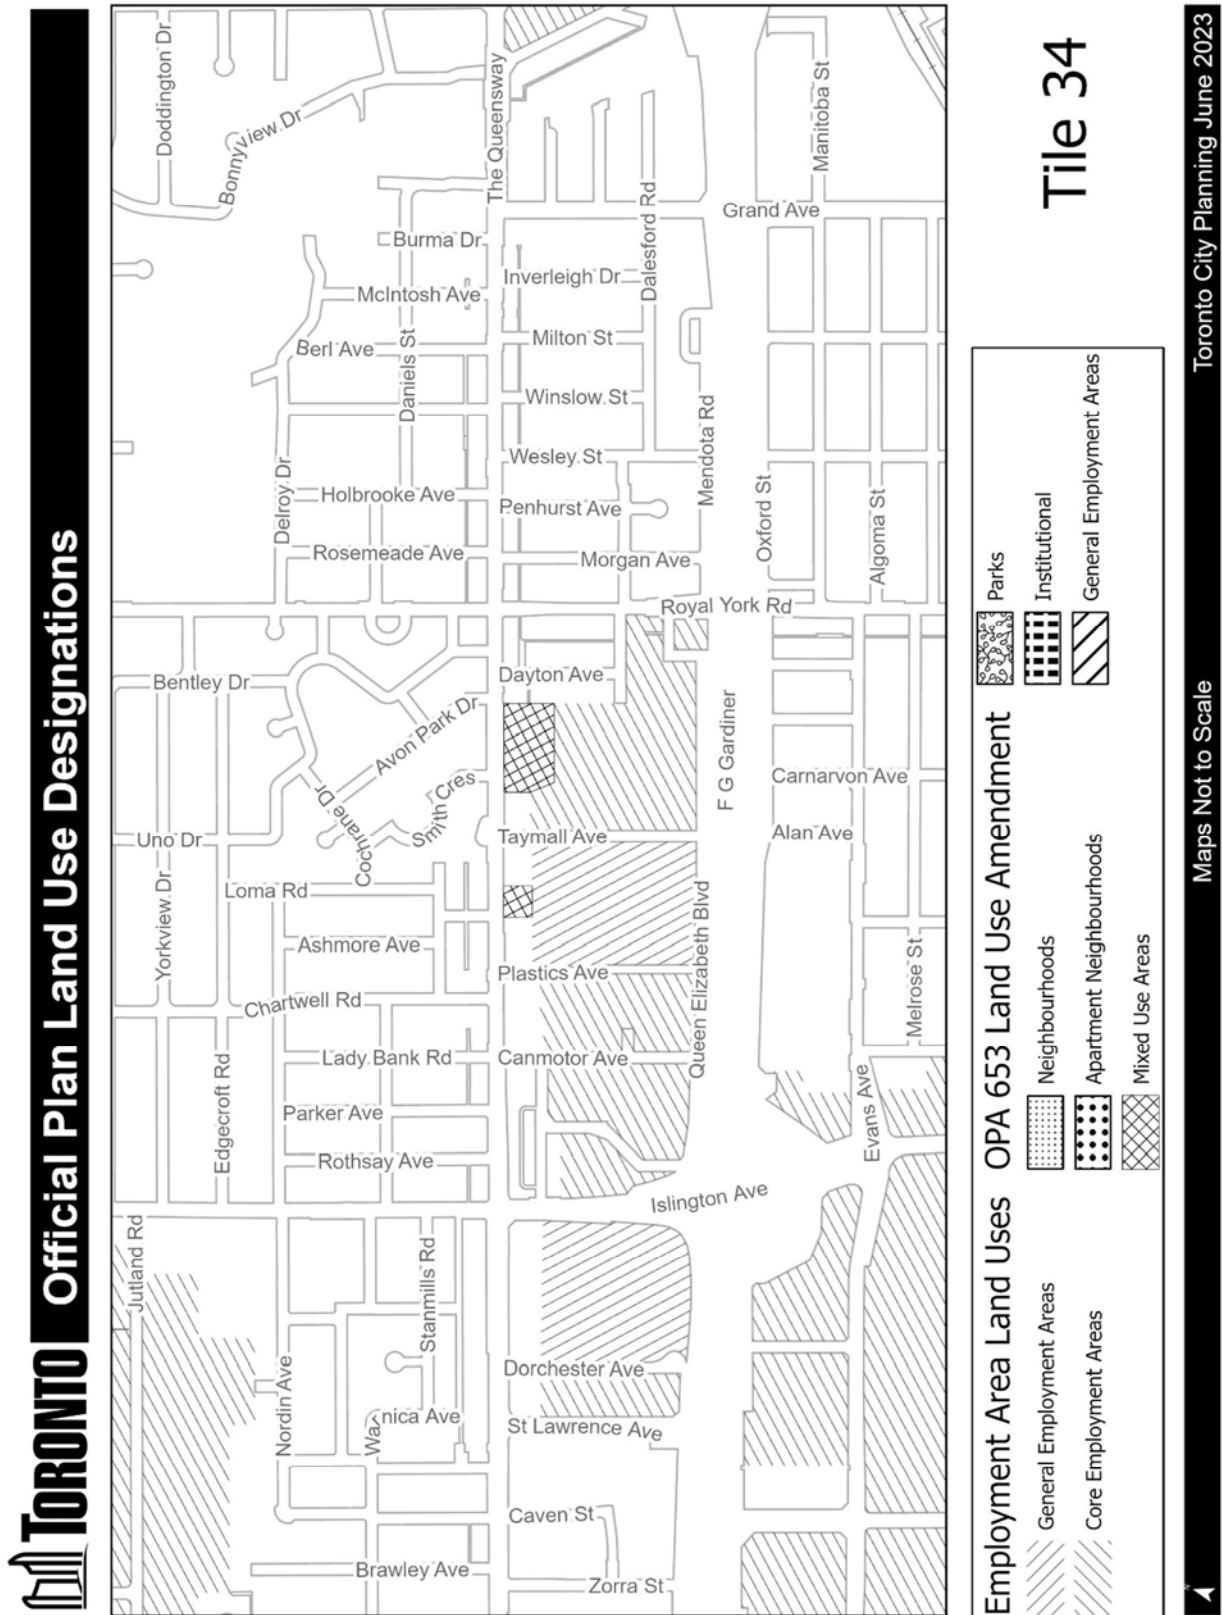 TORONTO
Official Plan Land Use Designations
Jutland Rd
Yorkview Dr
Uno Dr
Bentley Dr
Doddington Dr
Bonnyview Dr
Edgecroft Rd
Loma Rd
Chartwell Rd
Ashmore Ave
Lady Bank Rd
Parker Ave
Rothsay Ave
Nordin Ave
Stanmills Rd
Wa nica Ave
Brawley Ave
Cochrane Dr
Smith Cres
Avon Park Dr
Delroy Dr
Rosemeade Ave
Holbrooke Ave
Berl Ave
Daniels St
McIntosh Ave
Burma Dr
The Queensway
Zorra St
Caven St
St Lawrence Ave
Dorchester Ave
Islington Ave
Canmotor Ave
Plastics Ave
Taymall Ave
Dayton Ave
Queen Elizabeth Blvd
F G Gardiner
Royal York Rd
Morgan Ave
Penhurst Ave
Wesley St
Winslow St
Milton St
Inverleigh Dr
Dalesford Rd
Mendota Rd
Grand Ave
Manitoba St
Oxford St
Algoma St
Carnarvon Ave
Alan Ave
Melrose St
Evans Ave
Employment Area Land Uses
General Employment Areas
Core Employment Areas
OPA 653 Land Use Amendment
Neighbourhoods
Apartment Neighbourhoods
Mixed Use Areas
Parks
Institutional
General Employment Areas
Tile 34
Maps Not to Scale
Toronto City Planning June 2023